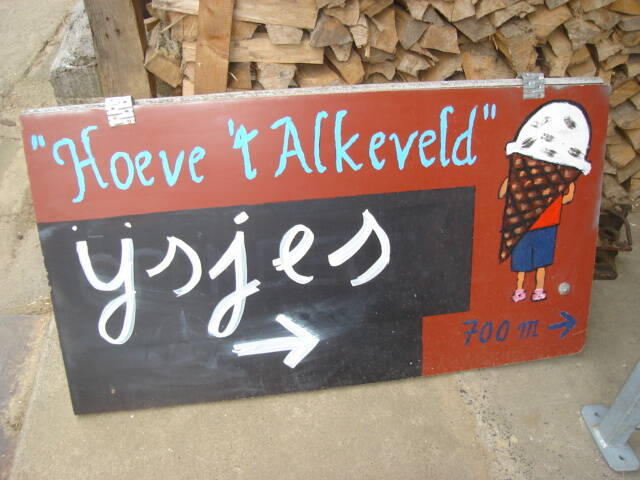 "Hoeve 't Alkeveld"
ijsjes
→
700 m →